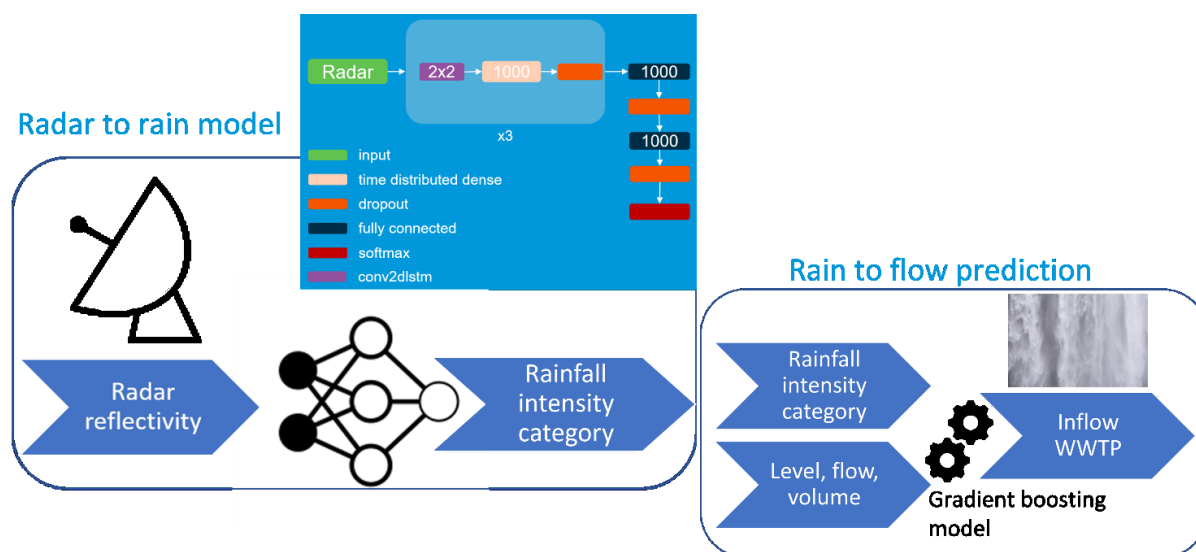 Radar to rain model
Radar
2x2
1000
1000
x3
1000
input
time distributed dense
dropout
fully connected
softmax
conv2dlstm
Radar
reflectivity
Rainfall
intensity
category
Rain to flow prediction
Rainfall
intensity
category
Level, flow,
volume
Gradient boosting
model
Inflow
WWTP